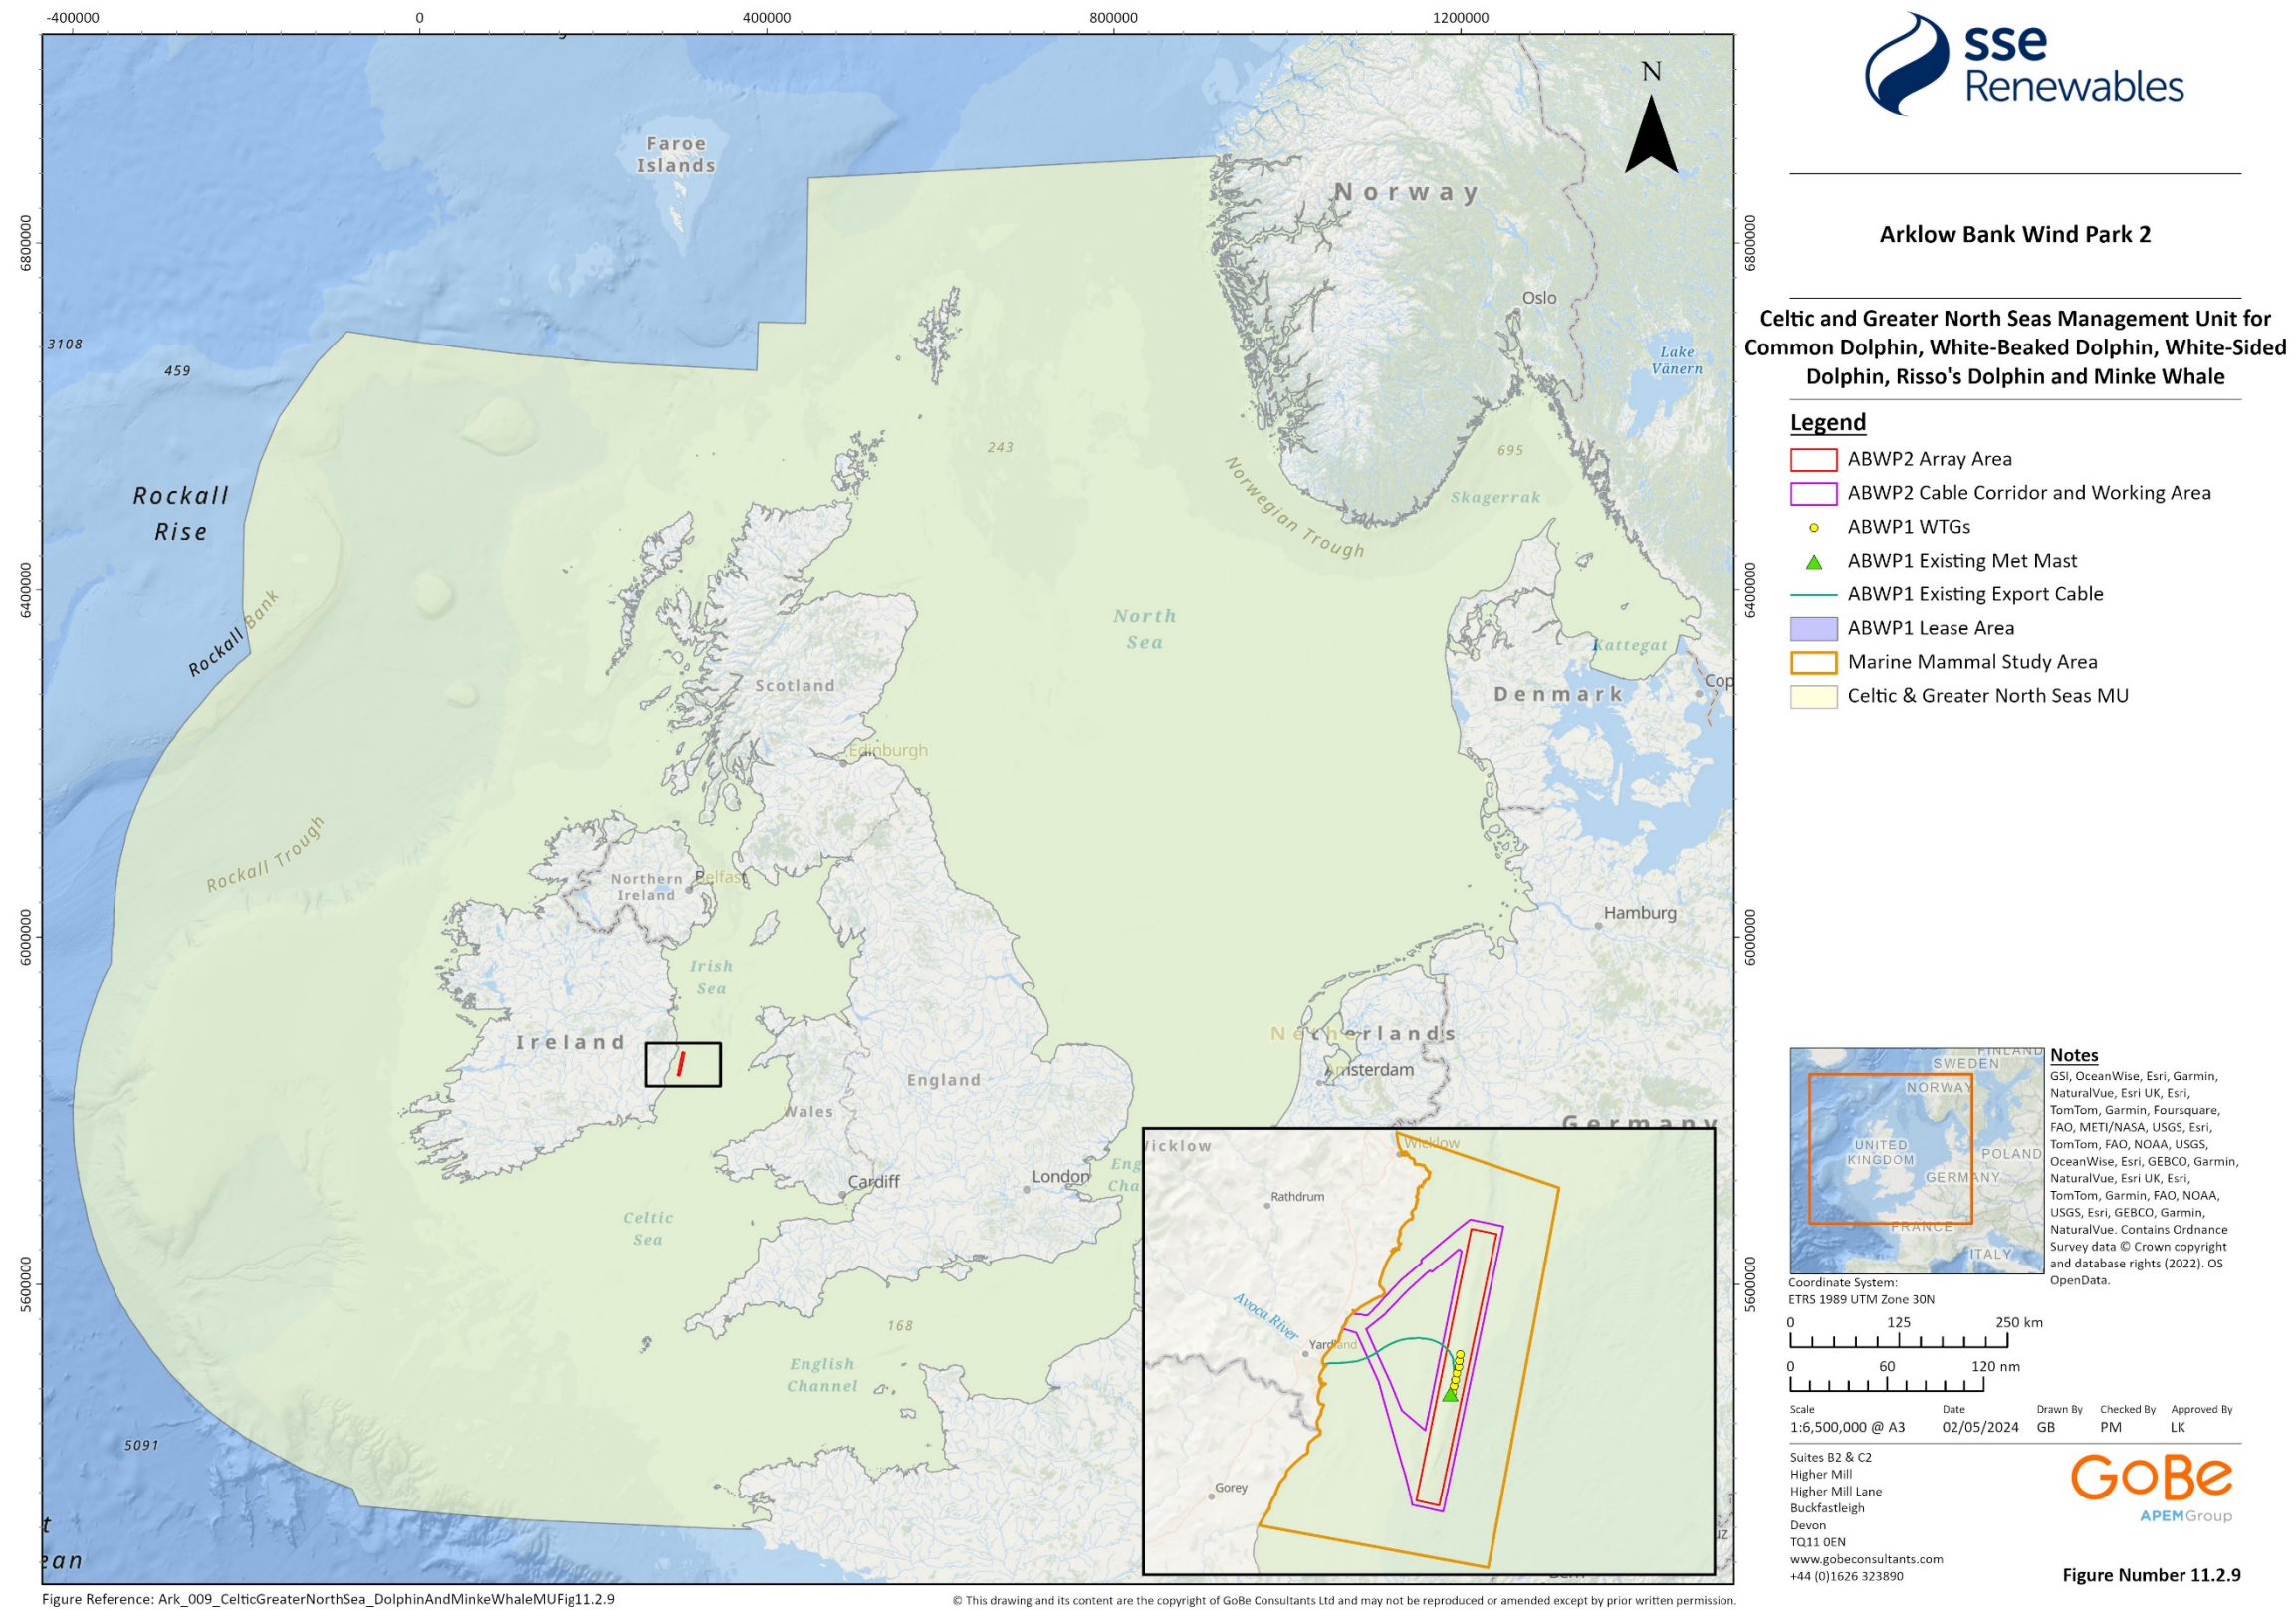 -400000
0
400000
800000
1200000
6800000
6400000
6000000
5600000
6800000
6400000
6000000
5600000
Faroe
Islands
Norway
N
Oslo
Lake
Vänern
3108
459
Rockall
Rise
243
695
Skagerrak
Norwegian Trough
North
Sea
Rockall Bank
Kattegat
Scotland
Denmark
Cop
Edinburgh
Rockall Trough
Northern
Ireland
Belfast
Hamburg
Irish
Sea
Ireland
Netherlands
Amsterdam
England
Wales
Germany
London
Cardiff
Eng
Cha
Celtic
Sea
168
English
Channel
5091
t
ean
Wicklow
Rathdrum
Avoca River
Yardland
Gorey
sse
Renewables
Arklow Bank Wind Park 2
Celtic and Greater North Seas Management Unit for
Common Dolphin, White-Beaked Dolphin, White-Sided
Dolphin, Risso's Dolphin and Minke Whale
Legend
ABWP2 Array Area
ABWP2 Cable Corridor and Working Area
ABWP1 WTGs
ABWP1 Existing Met Mast
ABWP1 Existing Export Cable
ABWP1 Lease Area
Marine Mammal Study Area
Celtic & Greater North Seas MU
FINLAND
SWEDEN
NORWAY
UNITED
KINGDOM
POLAND
GERMANY
FRANCE
ITALY
Notes
GSI, OceanWise, Esri, Garmin,
NaturalVue, Esri UK, Esri,
TomTom, Garmin, Foursquare,
FAO, METI/NASA, USGS, Esri,
TomTom, FAO, NOAA, USGS,
OceanWise, Esri, GEBCO, Garmin,
NaturalVue, Esri UK, Esri,
TomTom, Garmin, FAO, NOAA,
USGS, Esri, GEBCO, Garmin,
NaturalVue. Contains Ordnance
Survey data © Crown copyright
and database rights (2022). OS
OpenData.
Coordinate System:
ETRS 1989 UTM Zone 30N
0 125 250 km
0 60 120 nm
Scale Date Drawn By Checked By Approved By
1:6,500,000 @ A3 02/05/2024 GB PM LK
Suites B2 & C2
Higher Mill
Higher Mill Lane
Buckfastleigh
Devon
TQ11 0EN
www.gobeconsultants.com
+44 (0)1626 323890
GoBe
APEMGroup
Figure Number 11.2.9
Figure Reference: Ark_009_CelticGreaterNorthSea_DolphinAndMinkeWhaleMUFig11.2.9
© This drawing and its content are the copyright of GoBe Consultants Ltd and may not be reproduced or amended except by prior written permission.